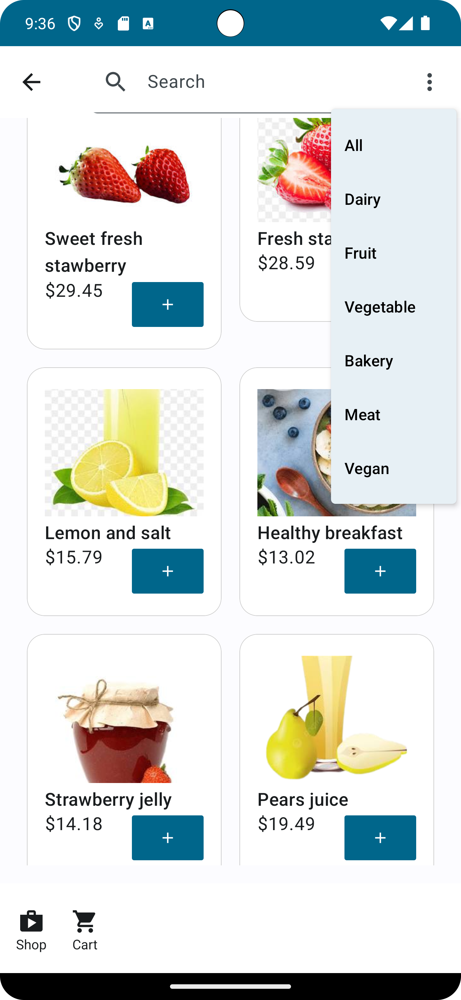 9:36
Search
All
Dairy
Fruit
Vegetable
Bakery
Meat
Vegan
Sweet fresh
stawberry
$29.45
+
Fresh sta
$28.59
Lemon and salt
$15.79
+
Healthy breakfast
$13.02
+
Strawberry jelly
$14.18
+
Pears juice
$19.49
+
Shop
Cart